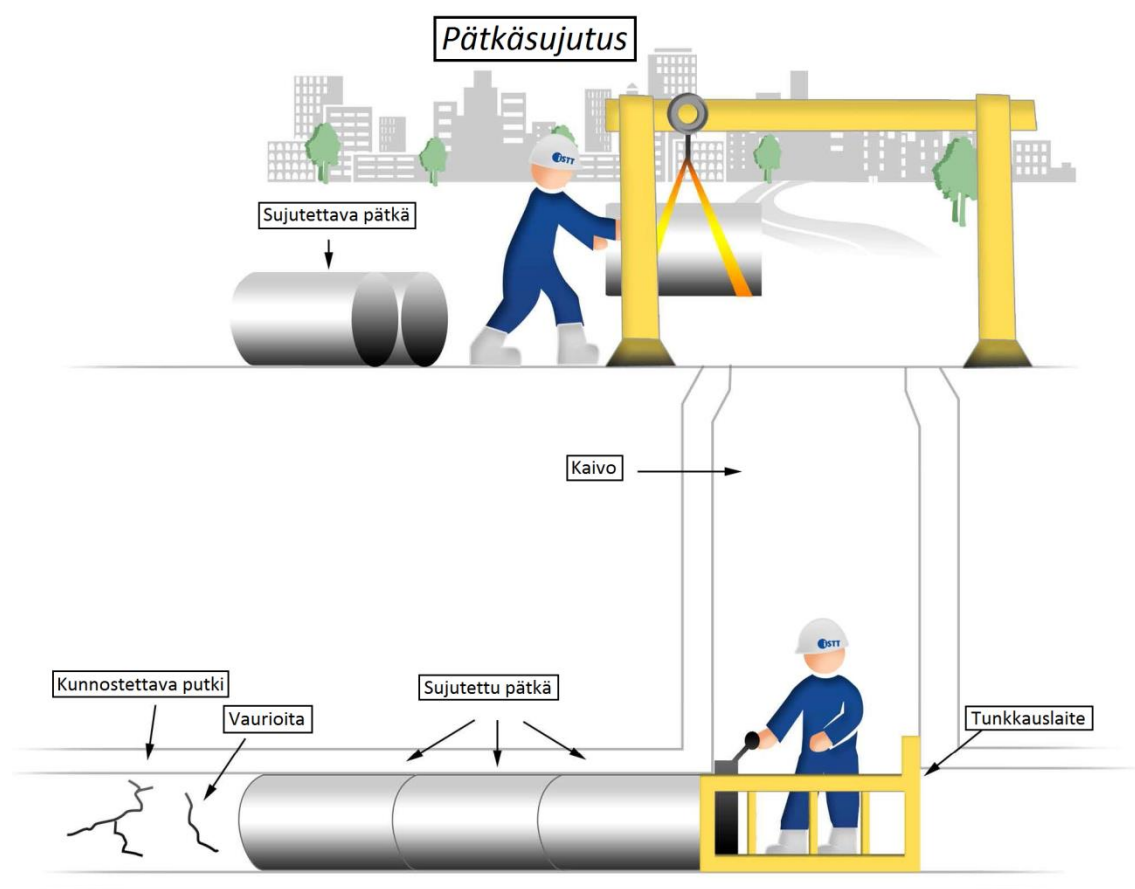 Pätkäsujutus
ISTT
Sujutettava pätkä
Kaivo
ISTT
Kunnostettava putki
Sujutettu pätkä
Vaurioita
Tunkkauslaite